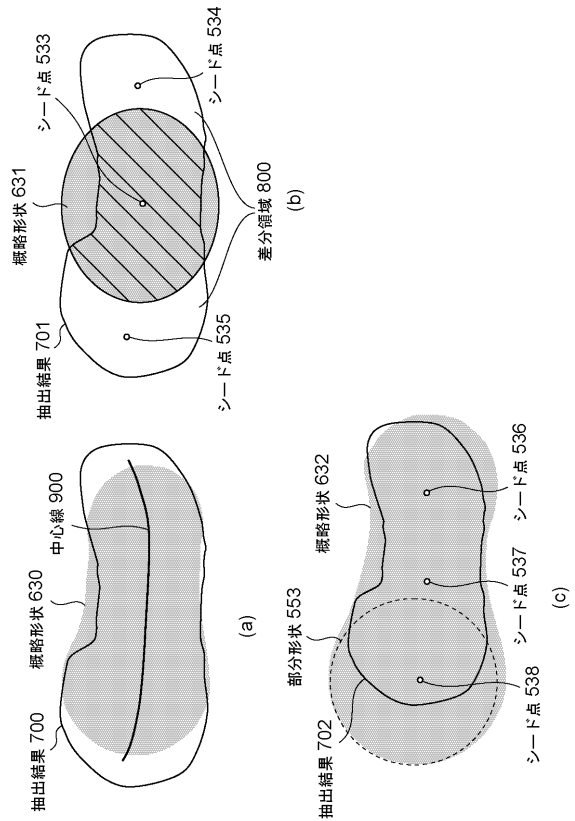 抽出結果 700
概略形状 630
中心線 900
(a)
抽出結果 701
概略形状 631
シード点 533
シード点 534
シード点 535
差分領域 800
(b)
抽出結果 702
部分形状 553
概略形状 632
シード点 538
シード点 537
シード点 536
(c)